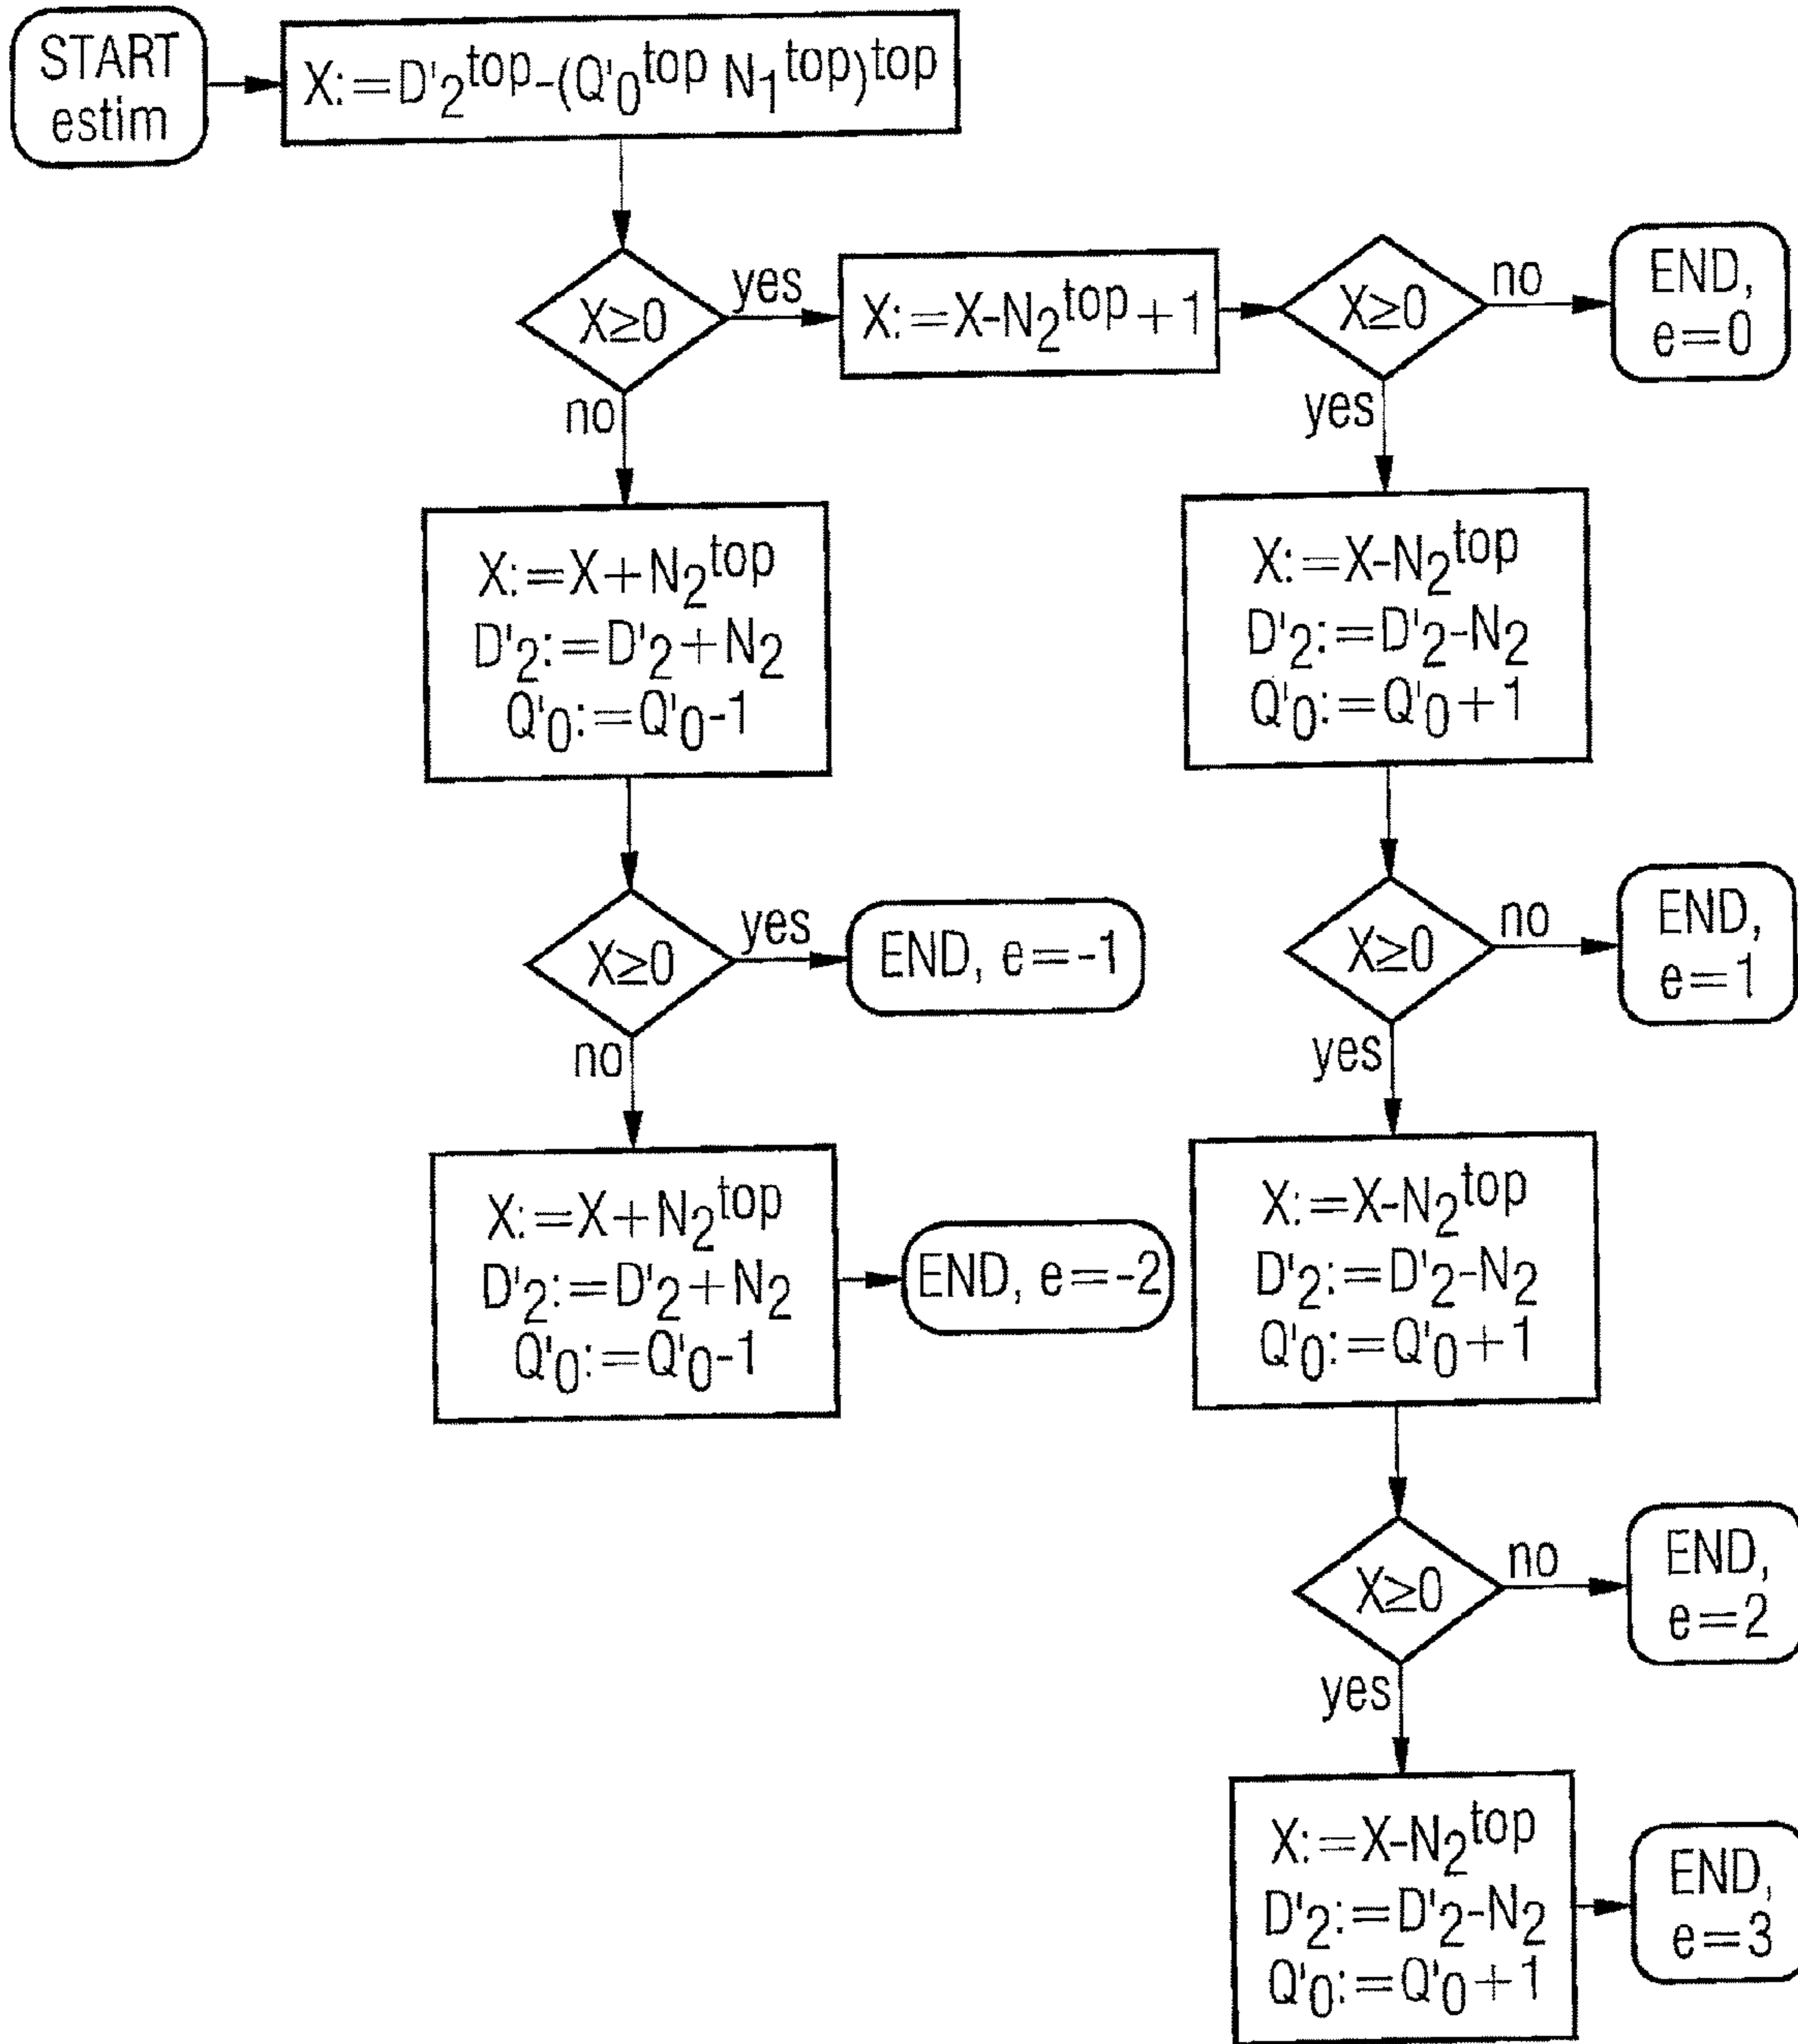 START
estim
X:=D'₂ᵗᵒᵖ-(Q'₀ᵗᵒᵖ N₁ᵗᵒᵖ)ᵗᵒᵖ
X≥0
yes
X:=X-N₂ᵗᵒᵖ+1
X≥0
no
END,
e=0
no
yes
X:=X+N₂ᵗᵒᵖ
D'₂:=D'₂+N₂
Q'₀:=Q'₀-1
X:=X-N₂ᵗᵒᵖ
D'₂:=D'₂-N₂
Q'₀:=Q'₀+1
X≥0
yes
END, e=-1
X≥0
no
END,
e=1
no
yes
X:=X+N₂ᵗᵒᵖ
D'₂:=D'₂+N₂
Q'₀:=Q'₀-1
END, e=-2
X:=X-N₂ᵗᵒᵖ
D'₂:=D'₂-N₂
Q'₀:=Q'₀+1
X≥0
no
END,
e=2
yes
X:=X-N₂ᵗᵒᵖ
D'₂:=D'₂-N₂
Q'₀:=Q'₀+1
END,
e=3